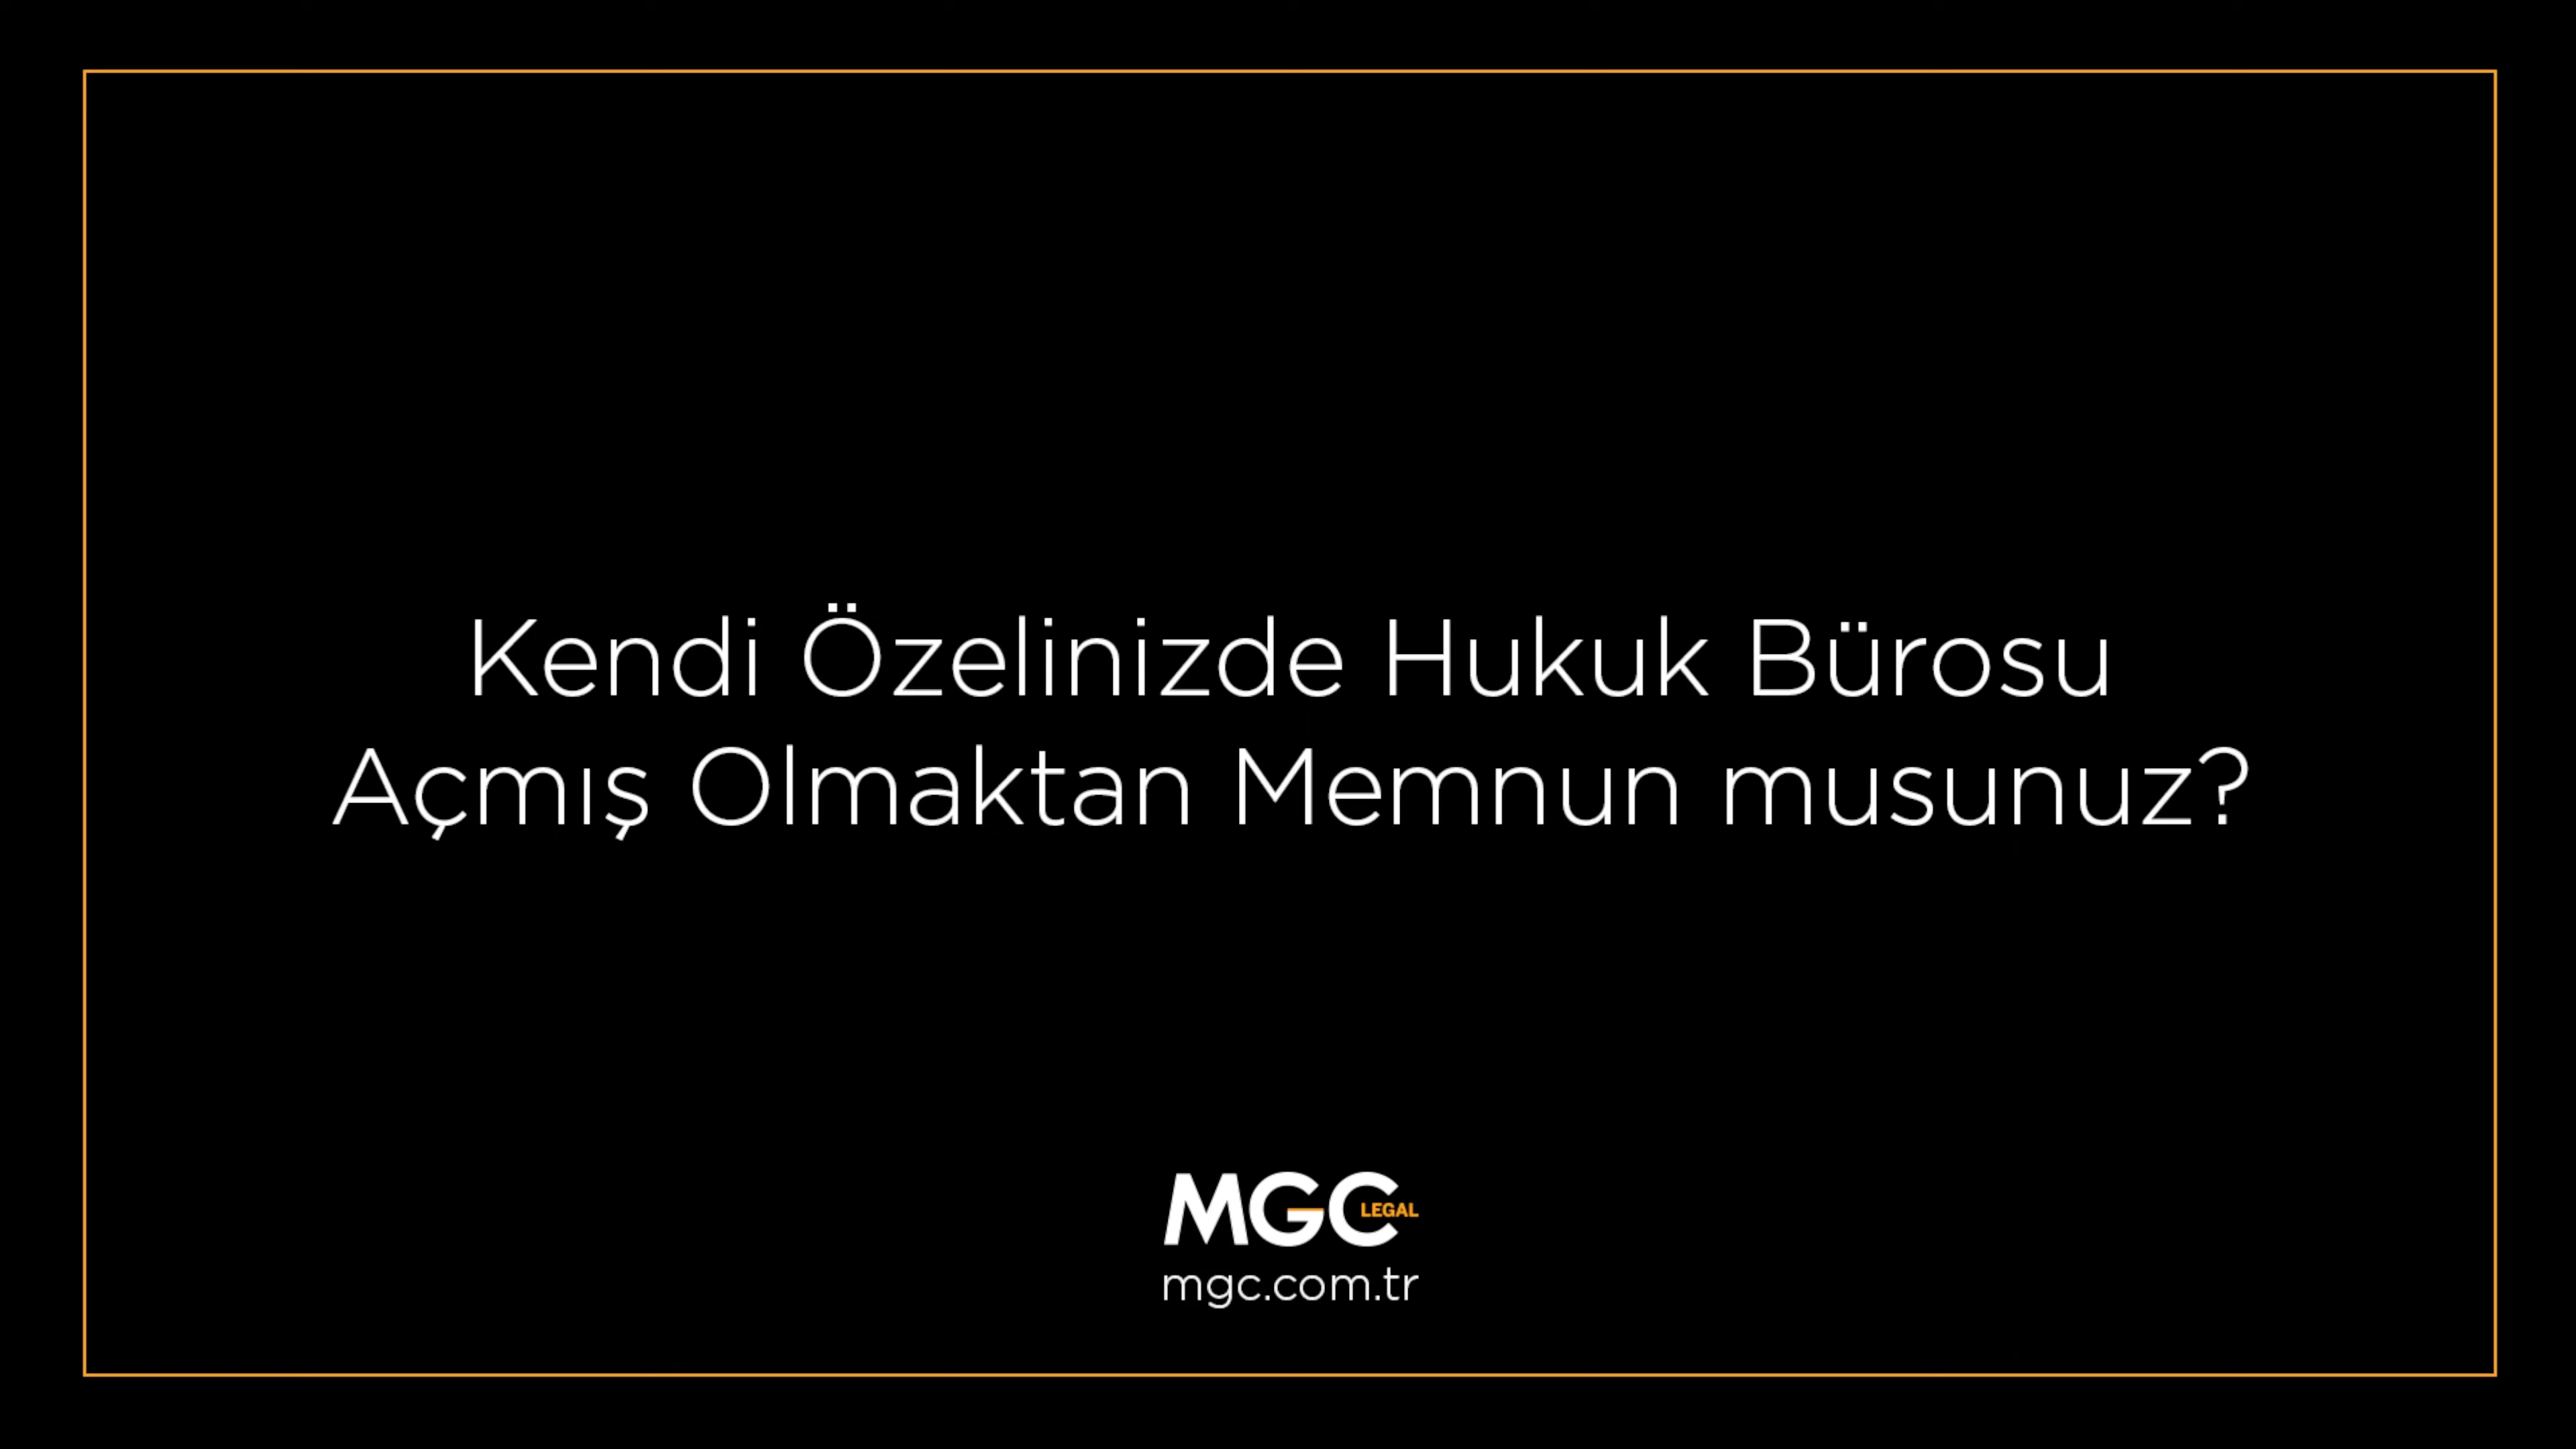 Kendi Özelinizde Hukuk Bürosu
Açmış Olmaktan Memnun musunuz?
MGC LEGAL
mgc.com.tr